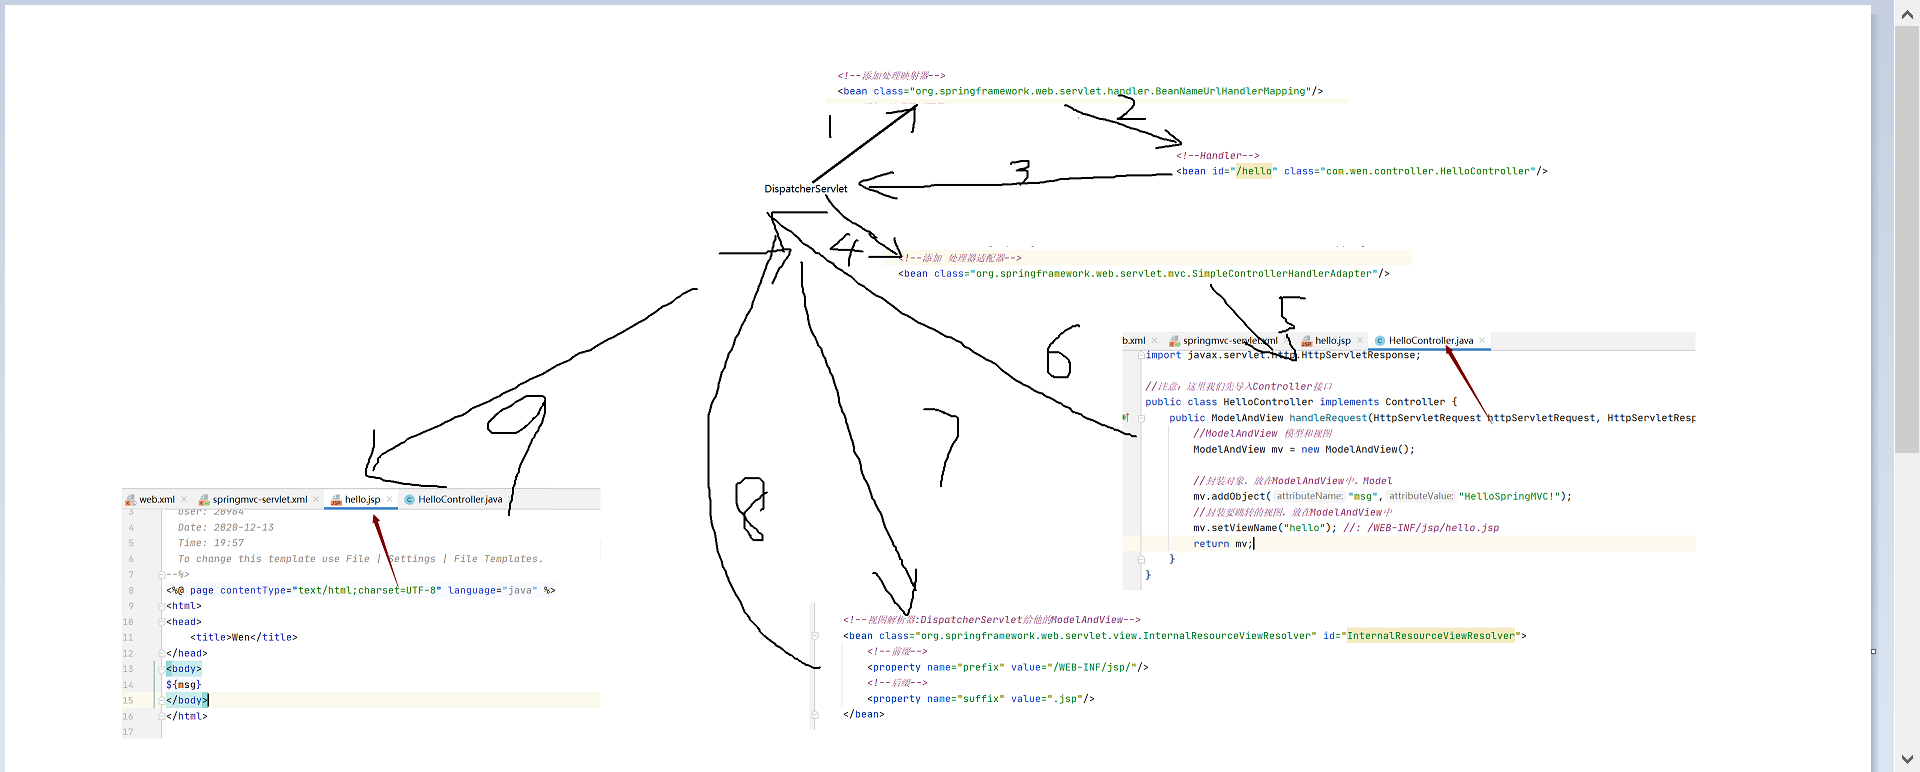 <!--添加处理映射器-->
<bean class="org.springframework.web.servlet.handler.BeanNameUrlHandlerMapping"/>
1
2
<!--Handler-->
<bean id="/hello" class="com.wen.controller.HelloController"/>
3
DispatcherServlet
4
<!--添加 处理器适配器-->
<bean class="org.springframework.web.servlet.mvc.SimpleControllerHandlerAdapter"/>
5
6
b.xml springmvc-servlet.xml hello.jsp HelloController.java
import javax.servlet.http.HttpServletResponse;
//注意：这里我们先导入Controller接口
public class HelloController implements Controller {
public ModelAndView handleRequest(HttpServletRequest httpServletRequest, HttpServletResp
//ModelAndView 模型和视图
ModelAndView mv = new ModelAndView();
//封装对象，放在ModelAndView中。Model
mv.addObject( attributeName: "msg", attributeValue: "HelloSpringMVC!");
//封装要跳转的视图，放在ModelAndView中
mv.setViewName("hello"); //: /WEB-INF/jsp/hello.jsp
return mv;
}
}
7
8
9
web.xml springmvc-servlet.xml hello.jsp HelloController.java
3 User: 20964
4 Date: 2020-12-13
5 Time: 19:57
6 To change this template use File | Settings | File Templates.
7 --%>
8 <%@ page contentType="text/html;charset=UTF-8" language="java" %>
9 <html>
10 <head>
11 <title>Wen</title>
12 </head>
13 <body>
14 ${msg}
15 </body>
16 </html>
17
<!--视图解析器:DispatcherServlet给他的ModelAndView-->
<bean class="org.springframework.web.servlet.view.InternalResourceViewResolver" id="InternalResourceViewResolver">
<!--前缀-->
<property name="prefix" value="/WEB-INF/jsp/"/>
<!--后缀-->
<property name="suffix" value=".jsp"/>
</bean>